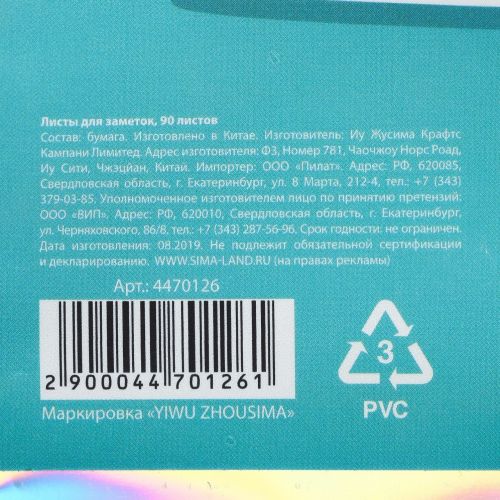 Листы для заметок, 90 листов
Состав: бумага. Изготовлено в Китае. Изготовитель: Иу Жусима Крафтс
Кампани Лимитед. Адрес изготовителя: Ф3, Номер 781, Чаочжоу Норс Роад,
Иу Сити, Чжэцйан, Китай. Импортер: ООО «Пилат». Адрес: РФ, 620085,
Свердловская область, г. Екатеринбург, ул. 8 Марта, 212-4, тел.: +7 (343)
379-03-85. Уполномоченное изготовителем лицо по принятию претензий:
ООО «ВИП». Адрес: РФ, 620010, Свердловская область, г. Екатеринбург,
ул. Черняховского, 86/8, тел.: +7 (343) 287-56-96. Срок годности: не ограничен.
Дата изготовления: 08.2019. Не подлежит обязательной сертификации
и декларированию. WWW.SIMA-LAND.RU (на правах рекламы)
Арт.: 4470126
2 900044 701261
Маркировка «YIWU ZHOUSIMA»
3
PVC